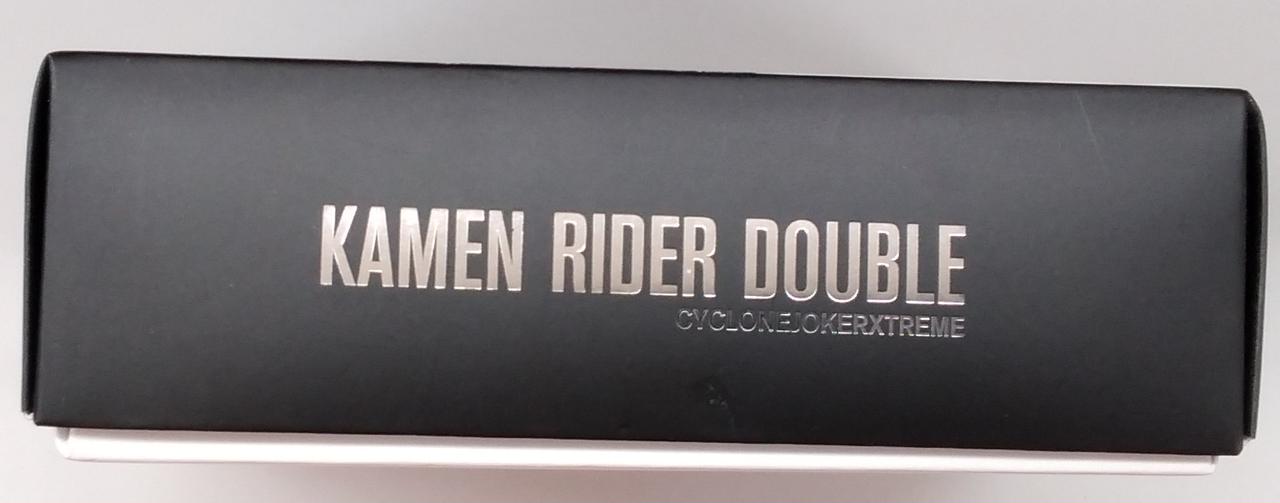 KAMEN RIDER DOUBLE
CYCLONEJOKERXTREME